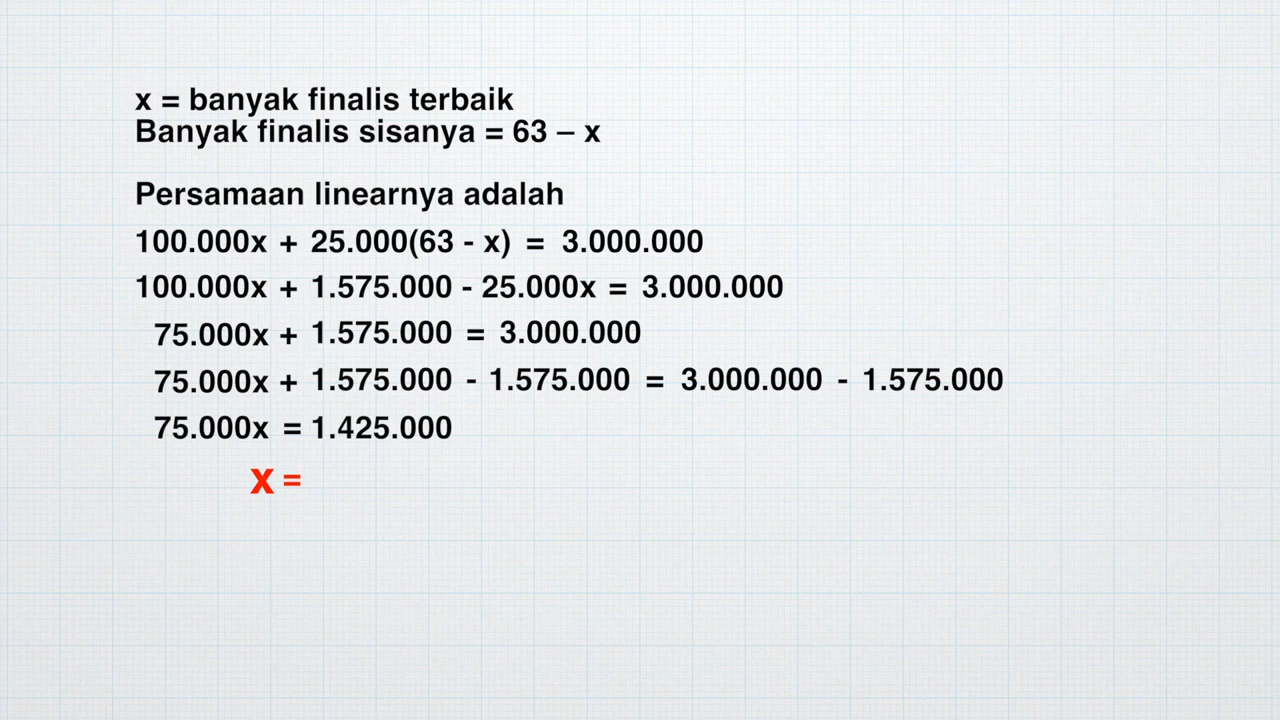 x = banyak finalis terbaik
Banyak finalis sisanya = 63 – x
Persamaan linearnya adalah
100.000x + 25.000(63 - x) = 3.000.000
100.000x + 1.575.000 - 25.000x = 3.000.000
75.000x + 1.575.000 = 3.000.000
75.000x + 1.575.000 - 1.575.000 = 3.000.000 - 1.575.000
75.000x = 1.425.000
x =